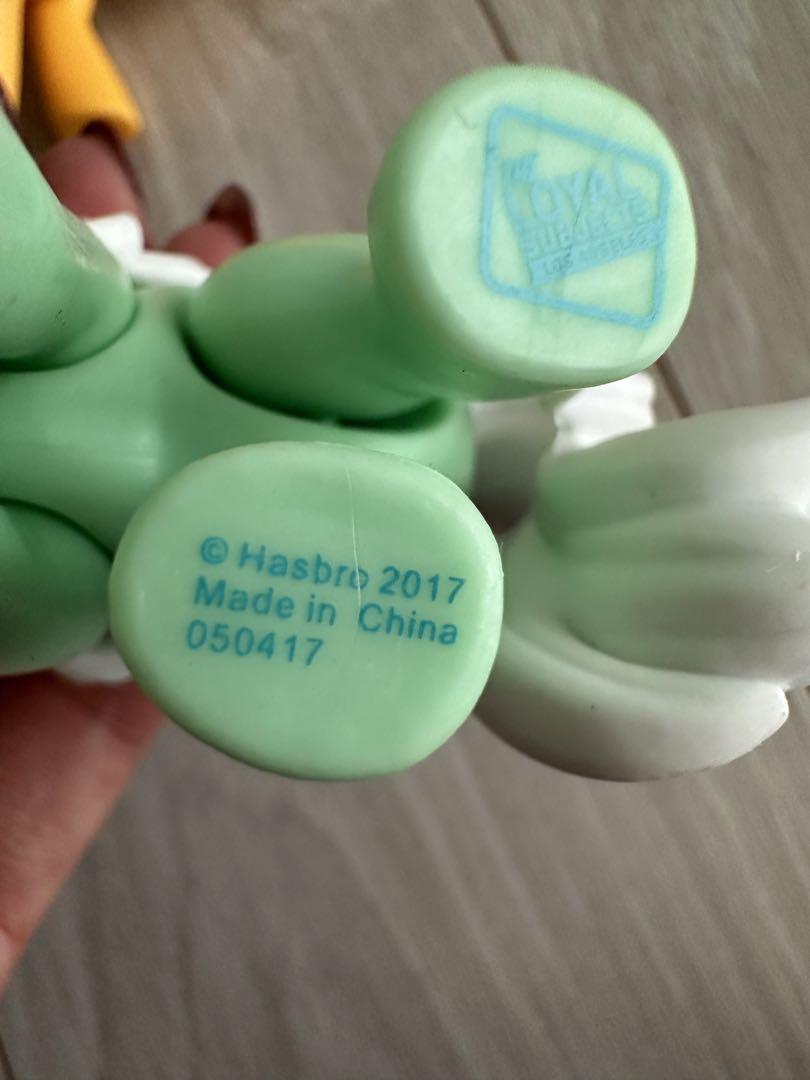 THE
LOYAL
SUBJECTS
LOS ANGELES
© Hasbro 2017
Made in China
050417